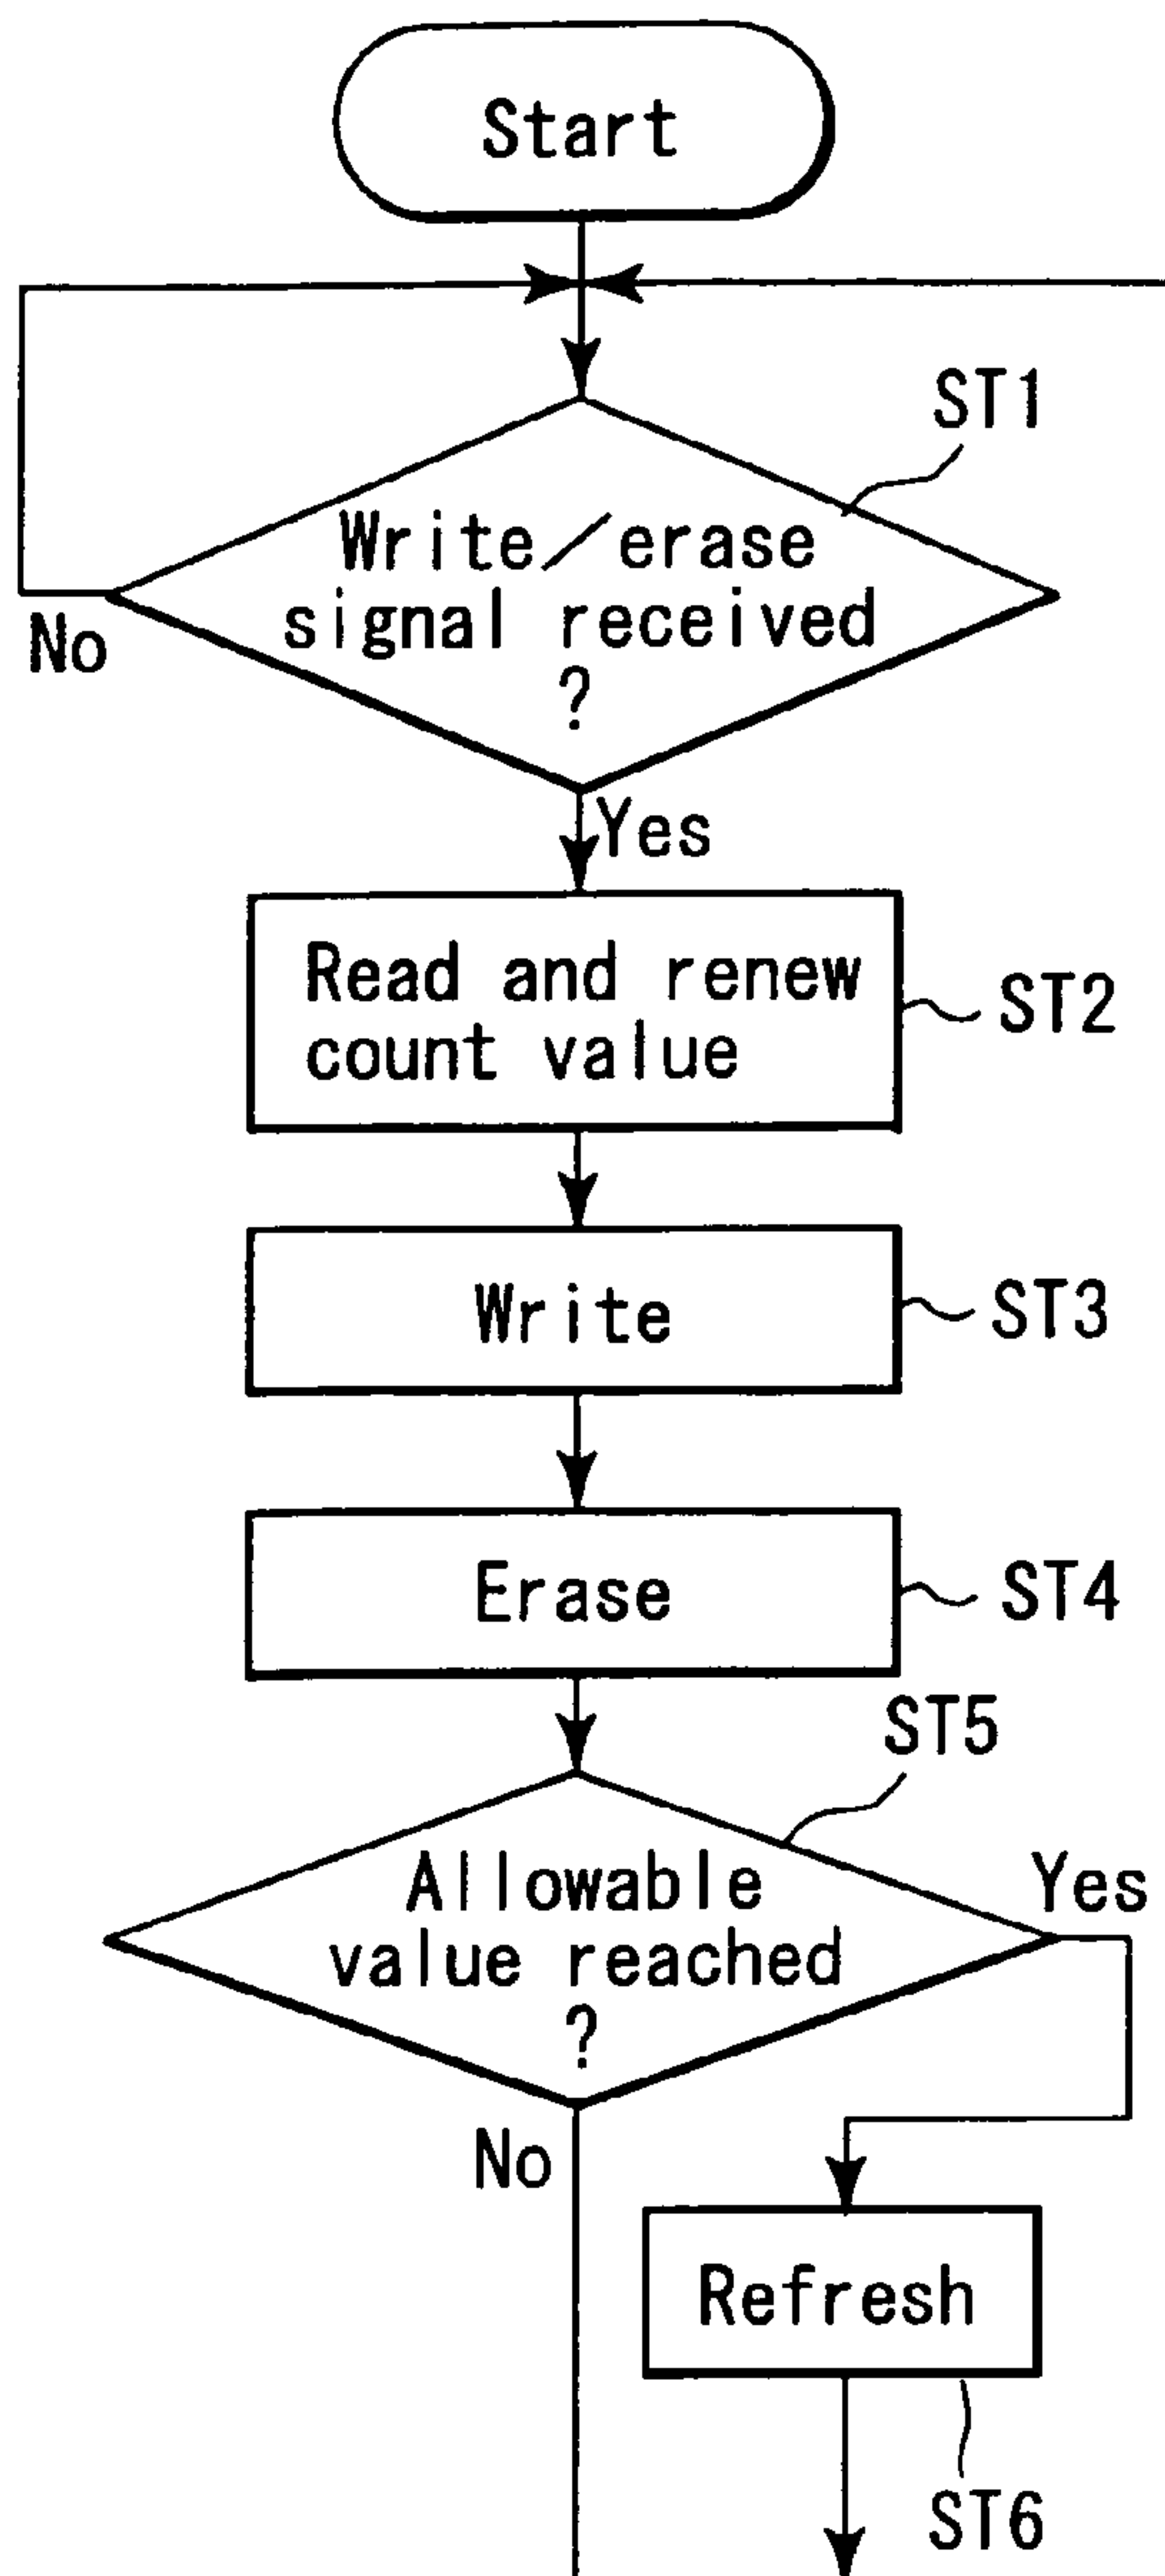 Start
ST1
Write/erase
signal received
?
No
Yes
Read and renew
count value
ST2
Write
ST3
Erase
ST4
ST5
Allowable
value reached
?
Yes
No
Refresh
ST6